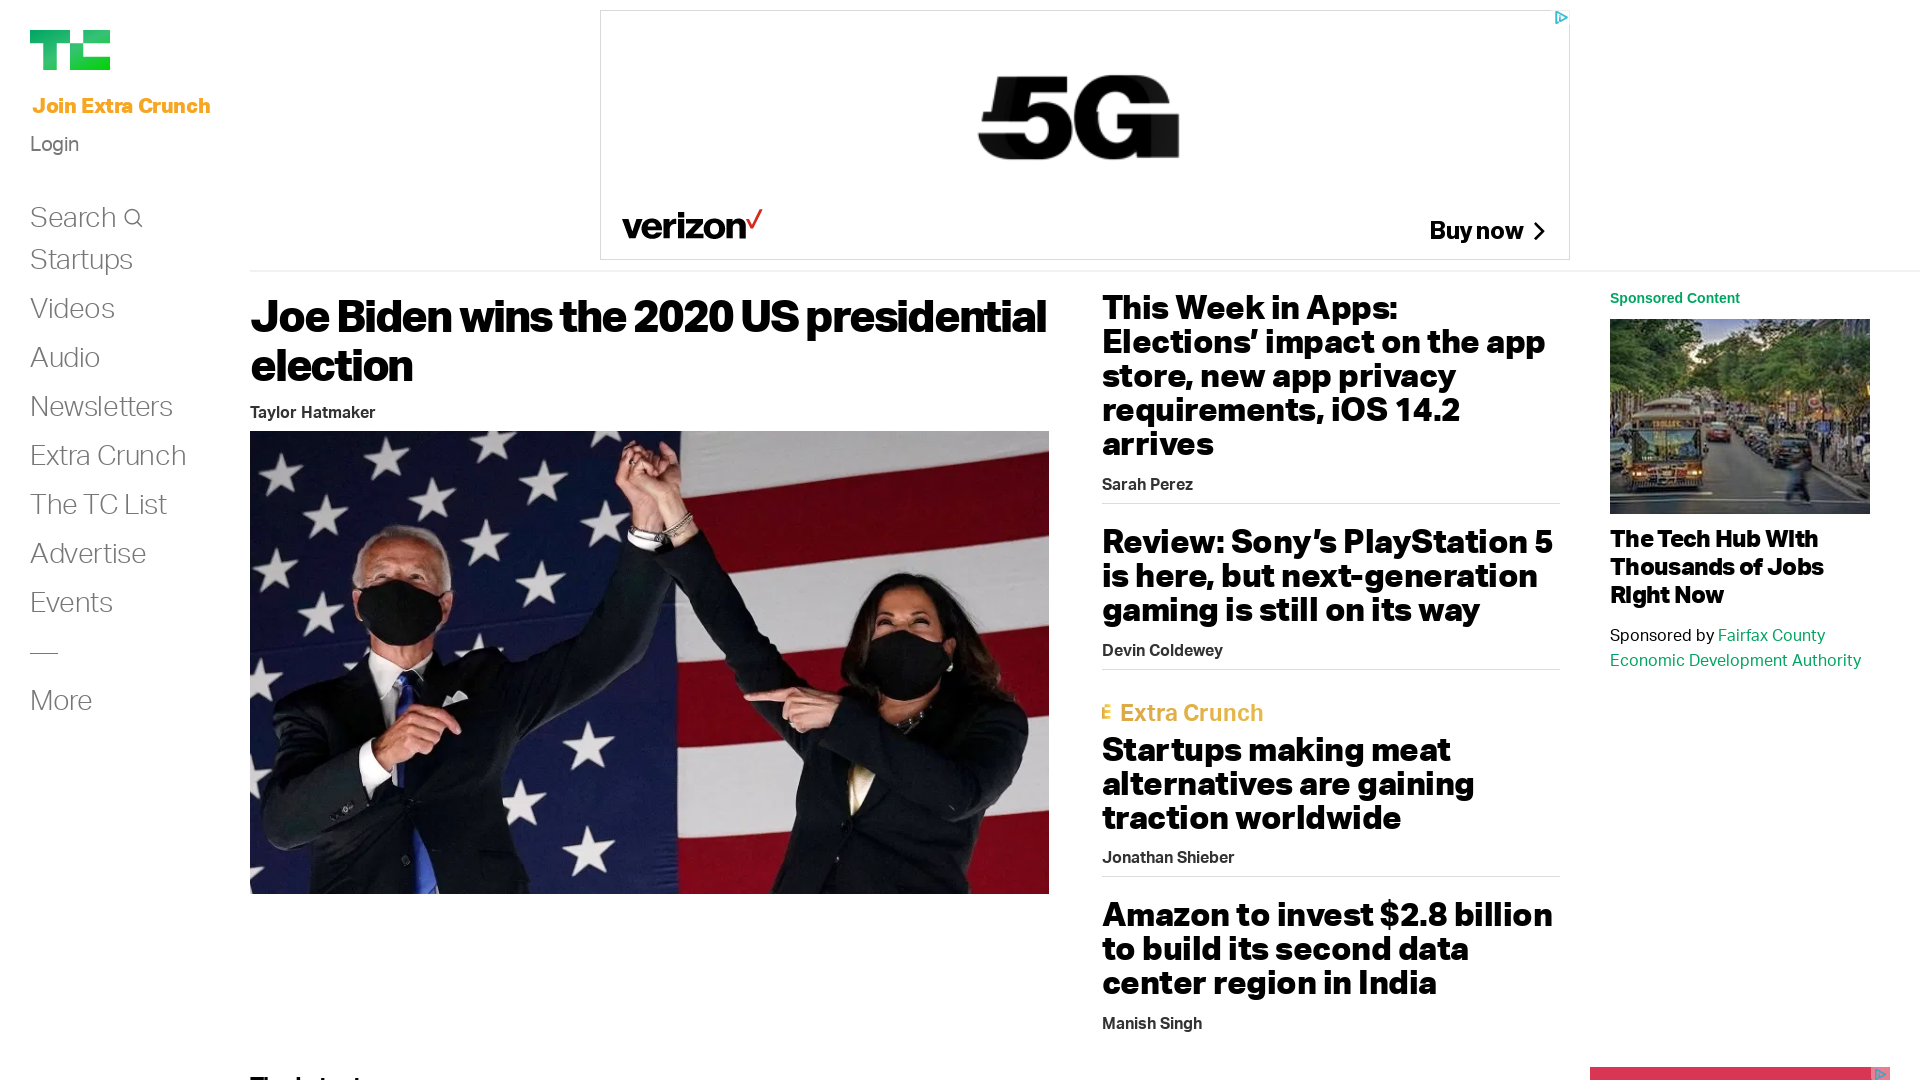 TC
Join Extra Crunch
Login
Search
Startups
Videos
Audio
Newsletters
Extra Crunch
The TC List
Advertise
Events
More
5G
verizon
Buy now
Joe Biden wins the 2020 US presidential
election
Taylor Hatmaker
This Week in Apps:
Elections’ impact on the app
store, new app privacy
requirements, iOS 14.2
arrives
Sarah Perez
Review: Sony’s PlayStation 5
is here, but next-generation
gaming is still on its way
Devin Coldewey
Extra Crunch
Startups making meat
alternatives are gaining
traction worldwide
Jonathan Shieber
Amazon to invest $2.8 billion
to build its second data
center region in India
Manish Singh
Sponsored Content
TROLLEY
The Tech Hub WIth
Thousands of Jobs
RIght Now
Sponsored by Fairfax County
Economic Development Authority